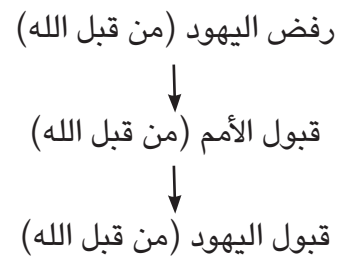 رفض اليهود (من قبل الله)
قبول الأمم (من قبل الله)
قبول اليهود (من قبل الله)